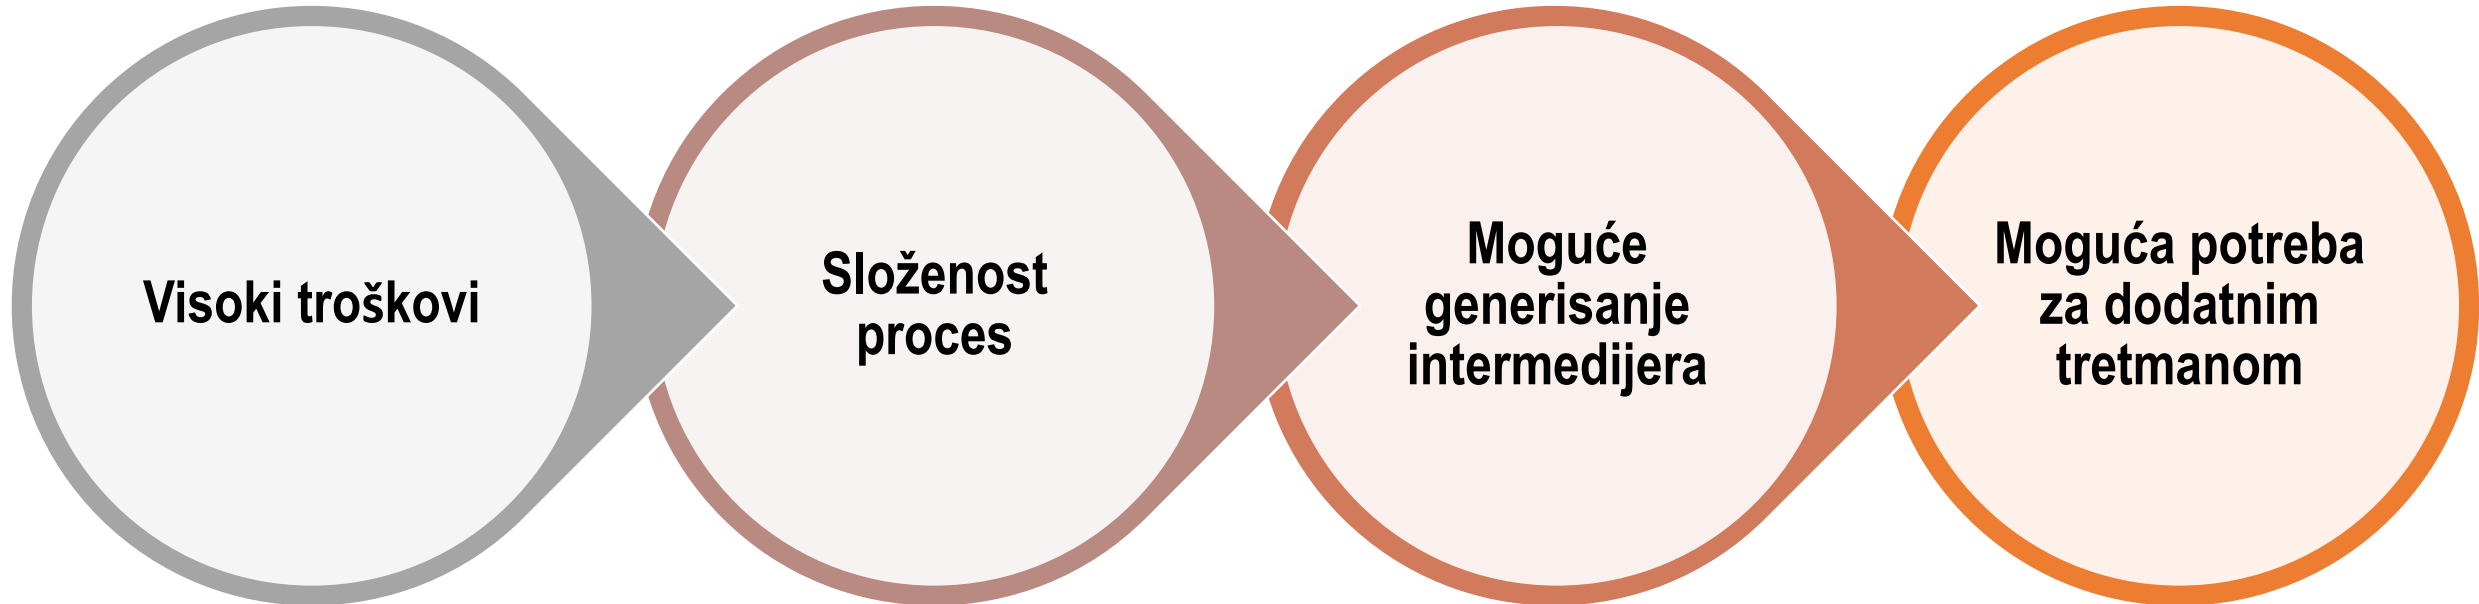 Visoki troškovi
Složenost
proces
Moguće
generisanje
intermedijera
Moguća potreba
za dodatnim
tretmanom